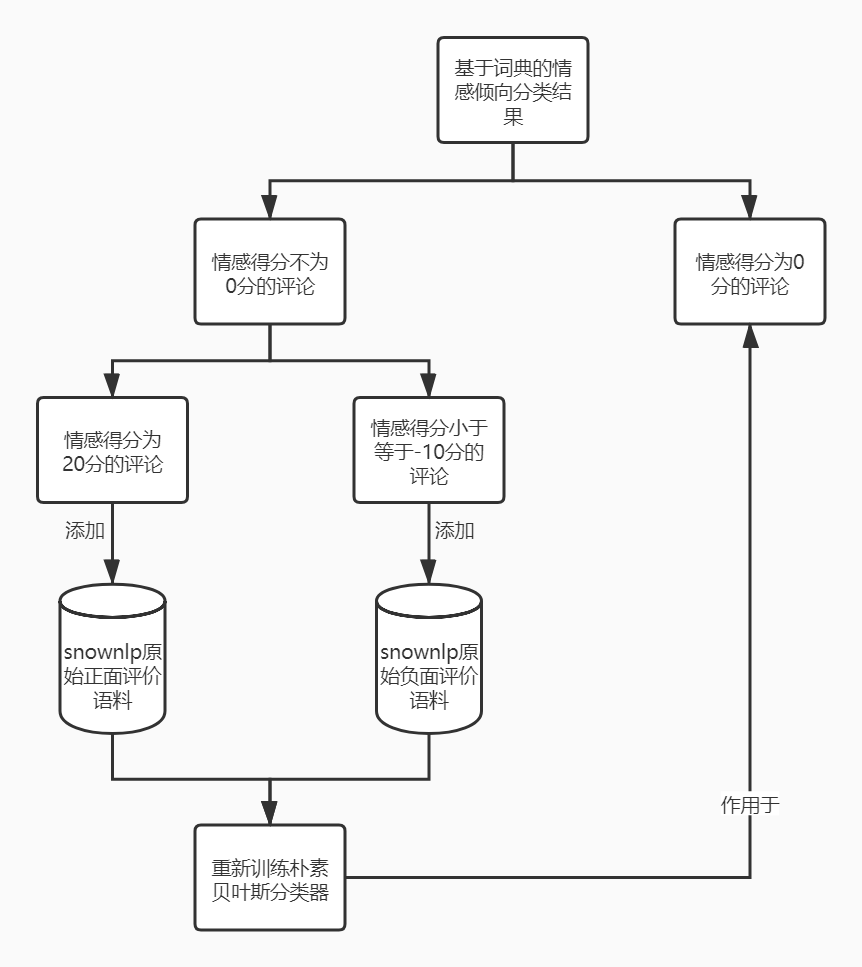 基于词典的情
感倾向分类结
果
情感得分不为
0分的评论
情感得分为0
分的评论
情感得分为
20分的评论
情感得分小于
等于-10分的
评论
添加
添加
snownlp原
始正面评价
语料
snownlp原
始负面评价
语料
作用于
重新训练朴素
贝叶斯分类器